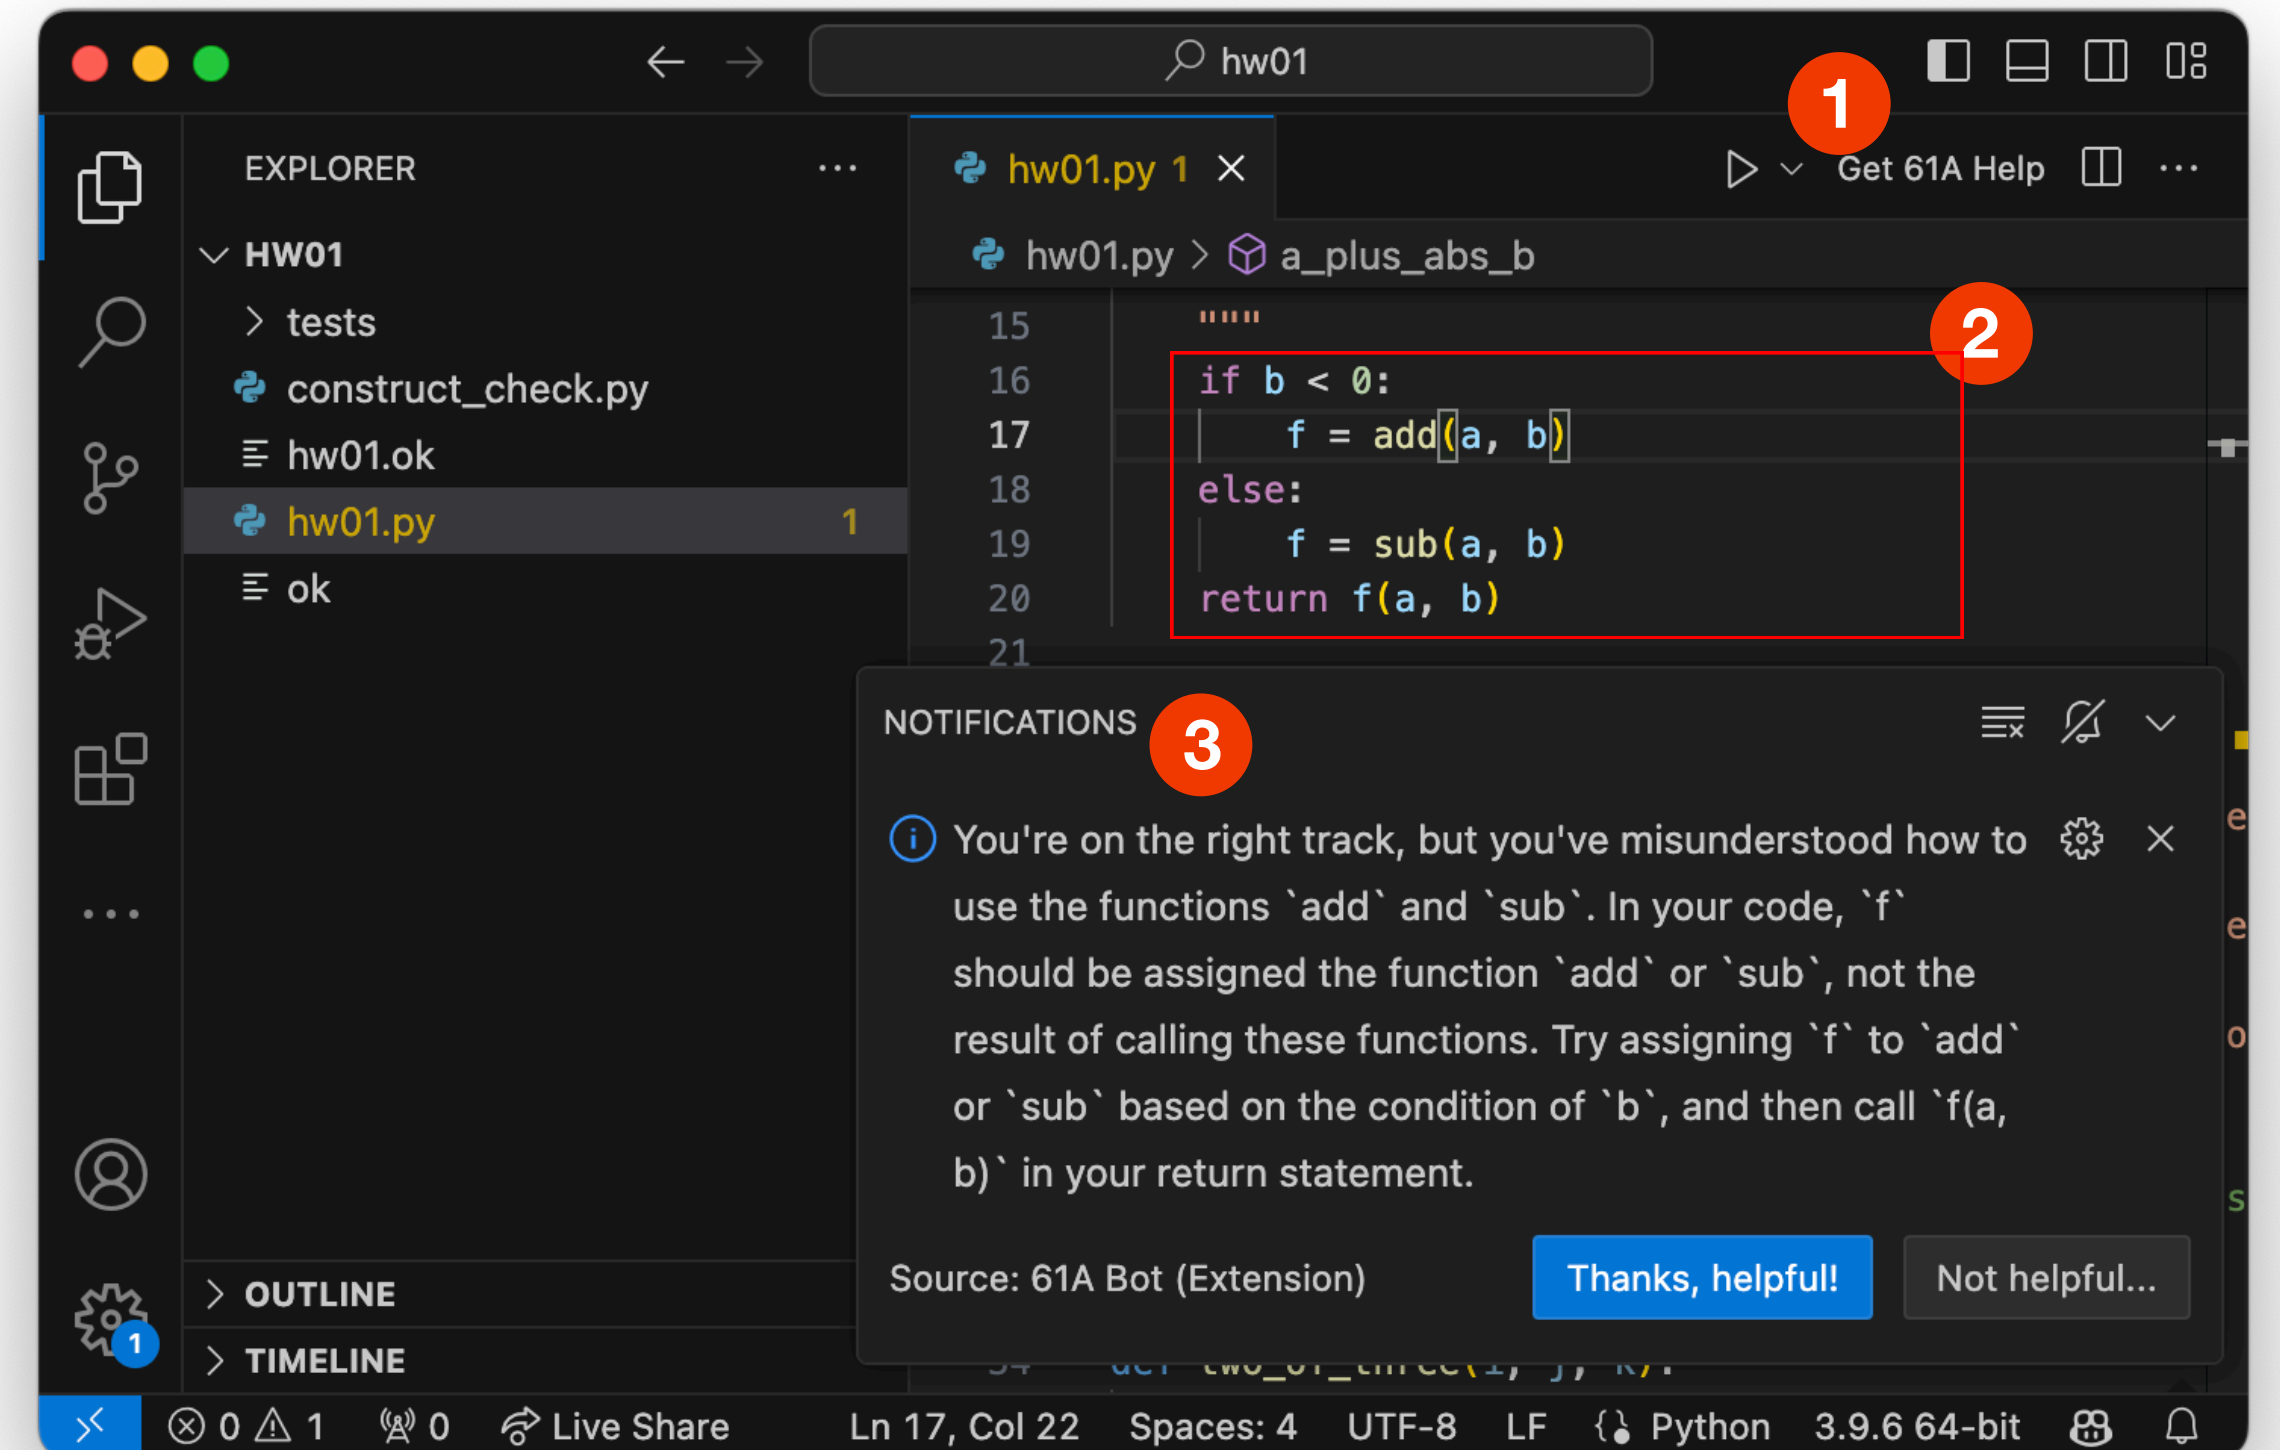 hw01
1
EXPLORER
hw01.py 1
Get 61A Help
HW01
hw01.py > a_plus_abs_b
tests
construct_check.py
hw01.ok
hw01.py 1
ok
2
15 """
16 if b < 0:
17 f = add(a, b)
18 else:
19 f = sub(a, b)
20 return f(a, b)
21
NOTIFICATIONS
3
You're on the right track, but you've misunderstood how to
use the functions `add` and `sub`. In your code, `f`
should be assigned the function `add` or `sub`, not the
result of calling these functions. Try assigning `f` to `add`
or `sub` based on the condition of `b`, and then call `f(a,
b)` in your return statement.
Source: 61A Bot (Extension)
Thanks, helpful!
Not helpful...
e
e
o
s
1
OUTLINE
TIMELINE
34 def two_of_three(i, j, k):
0 1 0 Live Share Ln 17, Col 22 Spaces: 4 UTF-8 LF Python 3.9.6 64-bit